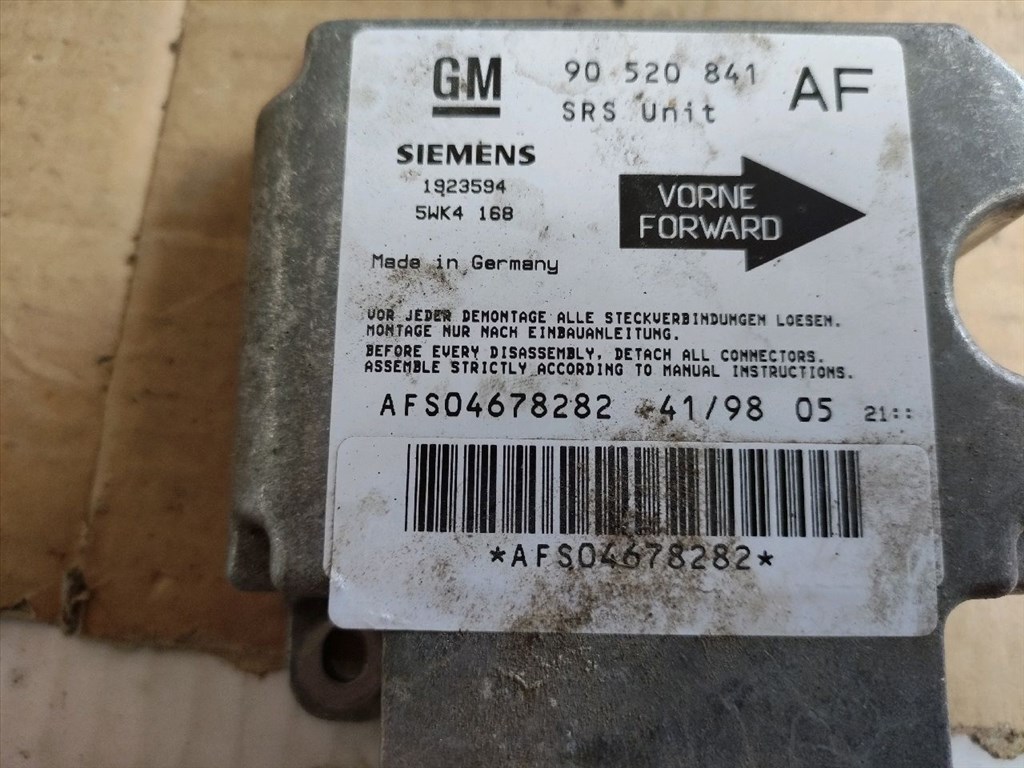 GM
90 520 841
SRS Unit
AF
SIEMENS
1923594
5WK4 168
VORNE
FORWARD
Made in Germany
VOR JEDER DEMONTAGE ALLE STECKVERBINDUNGEN LOESEN.
MONTAGE NUR NACH EINBAUANLEITUNG.
BEFORE EVERY DISASSEMBLY, DETACH ALL CONNECTORS.
ASSEMBLE STRICTLY ACCORDING TO MANUAL INSTRUCTIONS.
AFS04678282 41/98 05 21::
*AFS04678282*